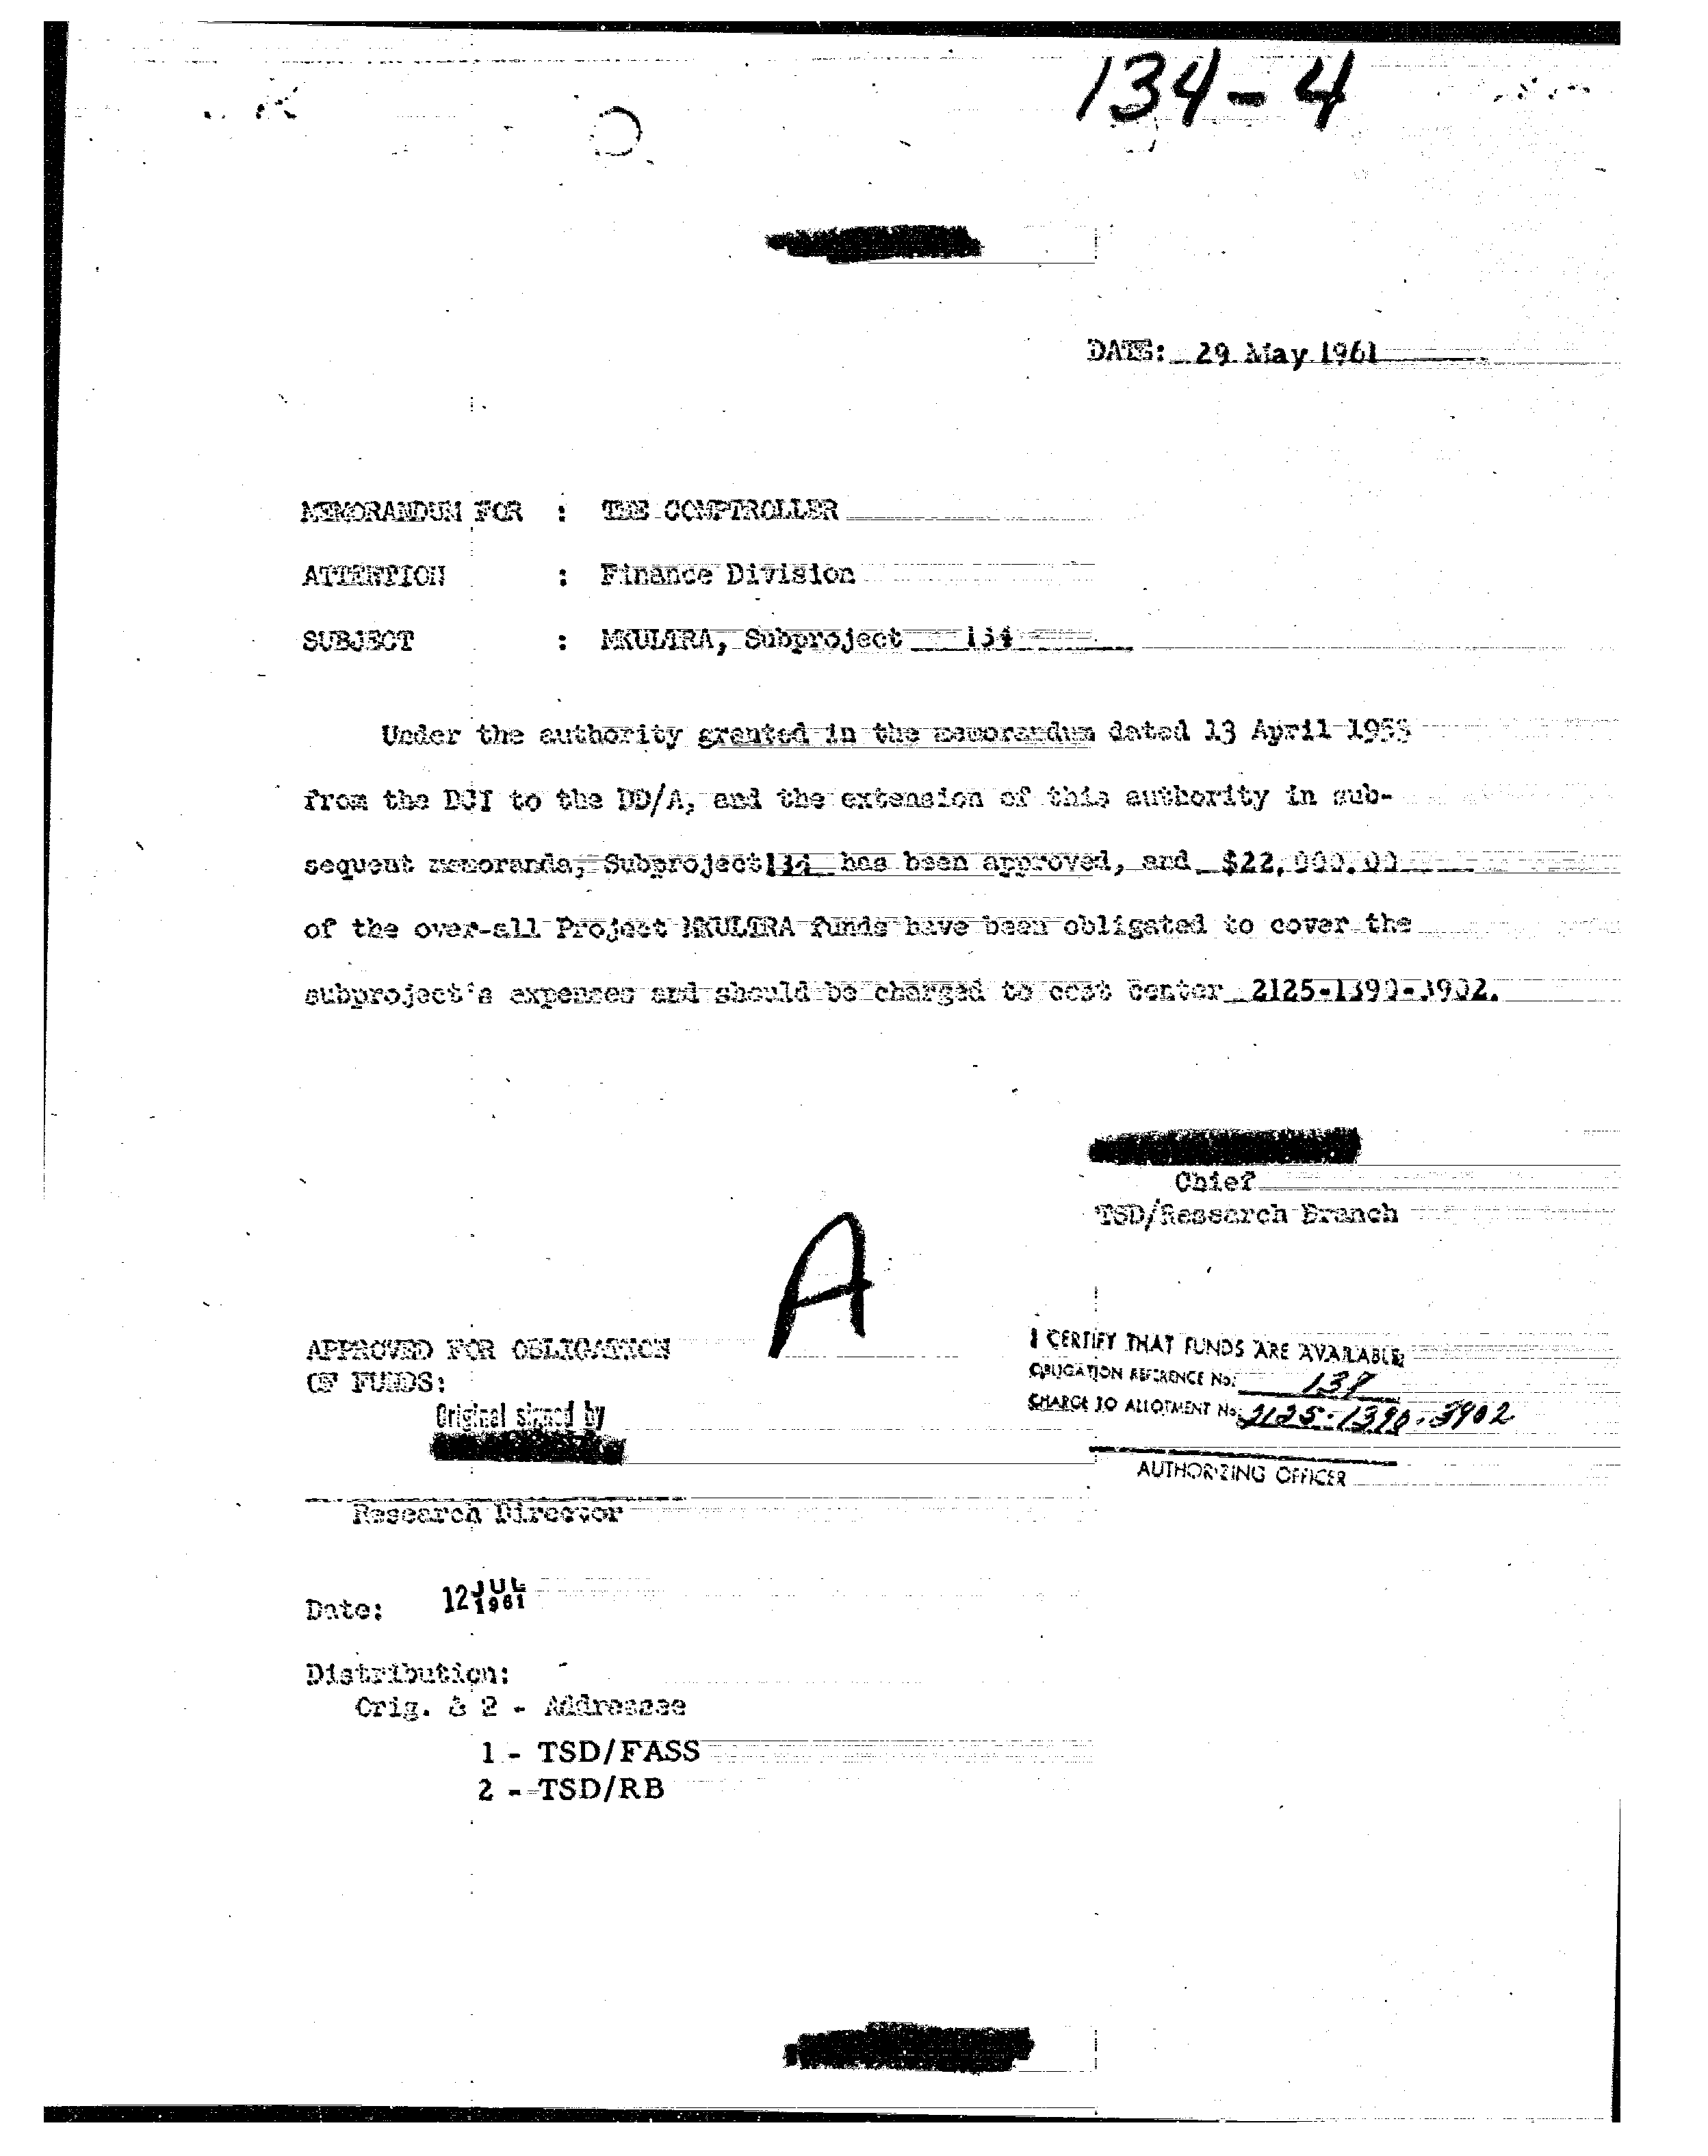 134-4
DATE: 29 May 1961
MEMORANDUM FOR : THE COMPTROLLER
ATTENTION : Finance Division
SUBJECT : MKULTRA, Subproject 134
Under the authority granted in the memorandum dated 13 April 1953
from the DCI to the DD/A, and the extension of this authority in sub-
sequent memoranda, Subproject 134 has been approved, and $22,000.00
of the over-all Project MKULTRA funds have been obligated to cover the
subproject's expenses and should be charged to cost center 2125-1390-3902.
Chief
TSD/Research Branch
A
APPROVED FOR OBLIGATION
OF FUNDS:
Original signed by
Research Director
I CERTIFY THAT FUNDS ARE AVAILABLE:
OBLIGATION REFERENCE No.
CHARGE TO ALLOTMENT No. 2125-1390-3902
AUTHORIZING OFFICER
Date: 12 JUL 1961
Distribution:
Orig. & 2 - Addressee
1 - TSD/FASS
2 - TSD/RB